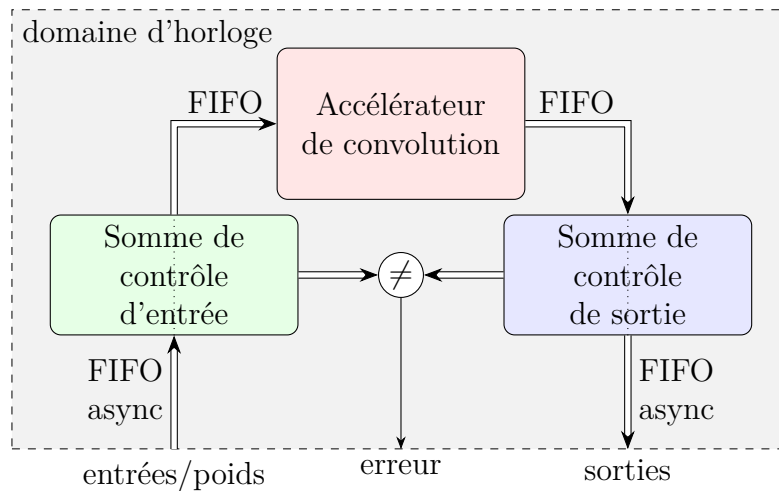 domaine d'horloge
FIFO
Accélérateur
de convolution
FIFO
Somme de
contrôle
d'entrée
≠
Somme de
contrôle
de sortie
FIFO
async
FIFO
async
entrées/poids
erreur
sorties